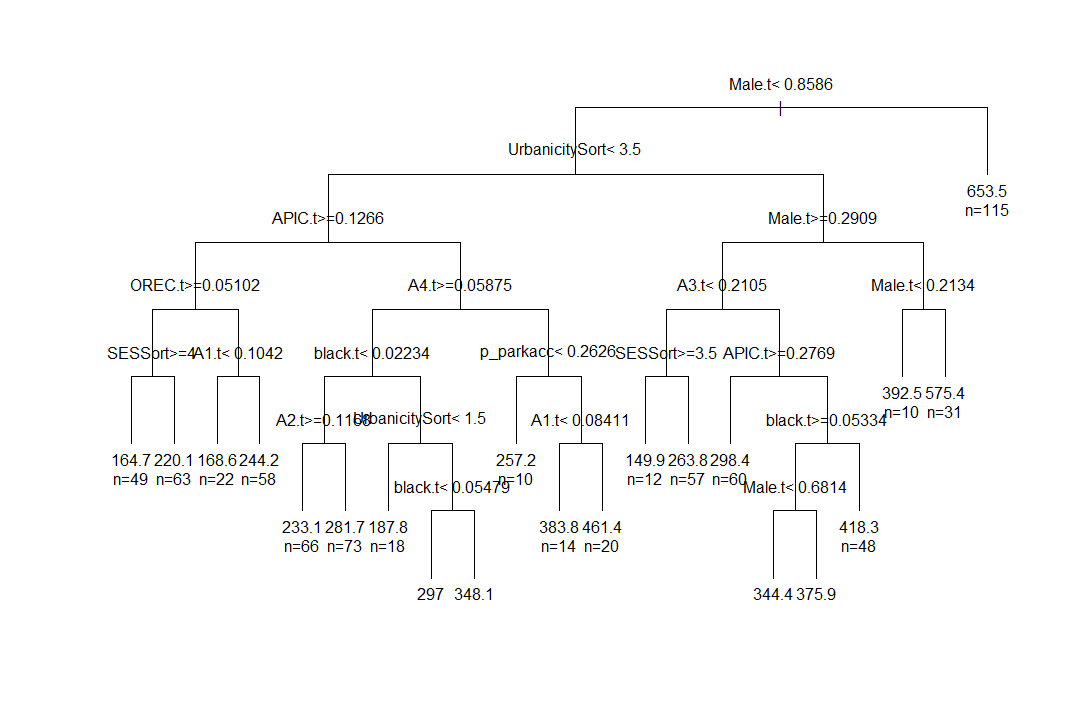 Male.t< 0.8586
UrbanicitySort< 3.5
653.5
n=115
APIC.t>=0.1266
Male.t>=0.2909
OREC.t>=0.05102
A4.t>=0.05875
A3.t< 0.2105
Male.t< 0.2134
SESSort>=4
A1.t< 0.1042
black.t< 0.02234
p_parkacc< 0.2626
SESSort>=3.5
APIC.t>=0.2769
392.5
n=10
575.4
n=31
A2.t>=0.1168
UrbanicitySort< 1.5
A1.t< 0.08411
black.t>=0.05334
164.7
n=49
220.1
n=63
168.6
n=22
244.2
n=58
257.2
n=10
149.9
n=12
263.8
n=57
298.4
n=60
black.t< 0.05479
Male.t< 0.6814
233.1
n=66
281.7
n=73
187.8
n=18
383.8
n=14
461.4
n=20
418.3
n=48
297
348.1
344.4
375.9